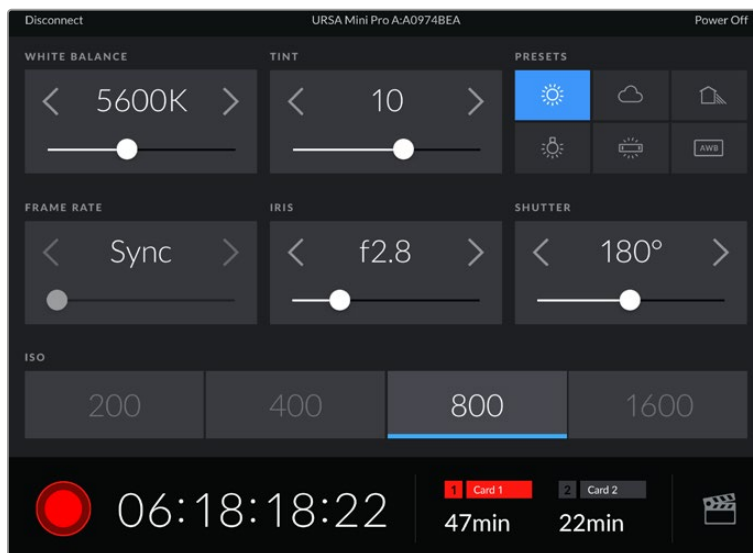 Disconnect URSA Mini Pro A:A0974BEA Power Off
WHITE BALANCE TINT PRESETS
5600K 10
AWB
FRAME RATE IRIS SHUTTER
Sync f2.8 180°
ISO
200 400 800 1600
06:18:18:22 1 Card 1 2 Card 2
47min 22min